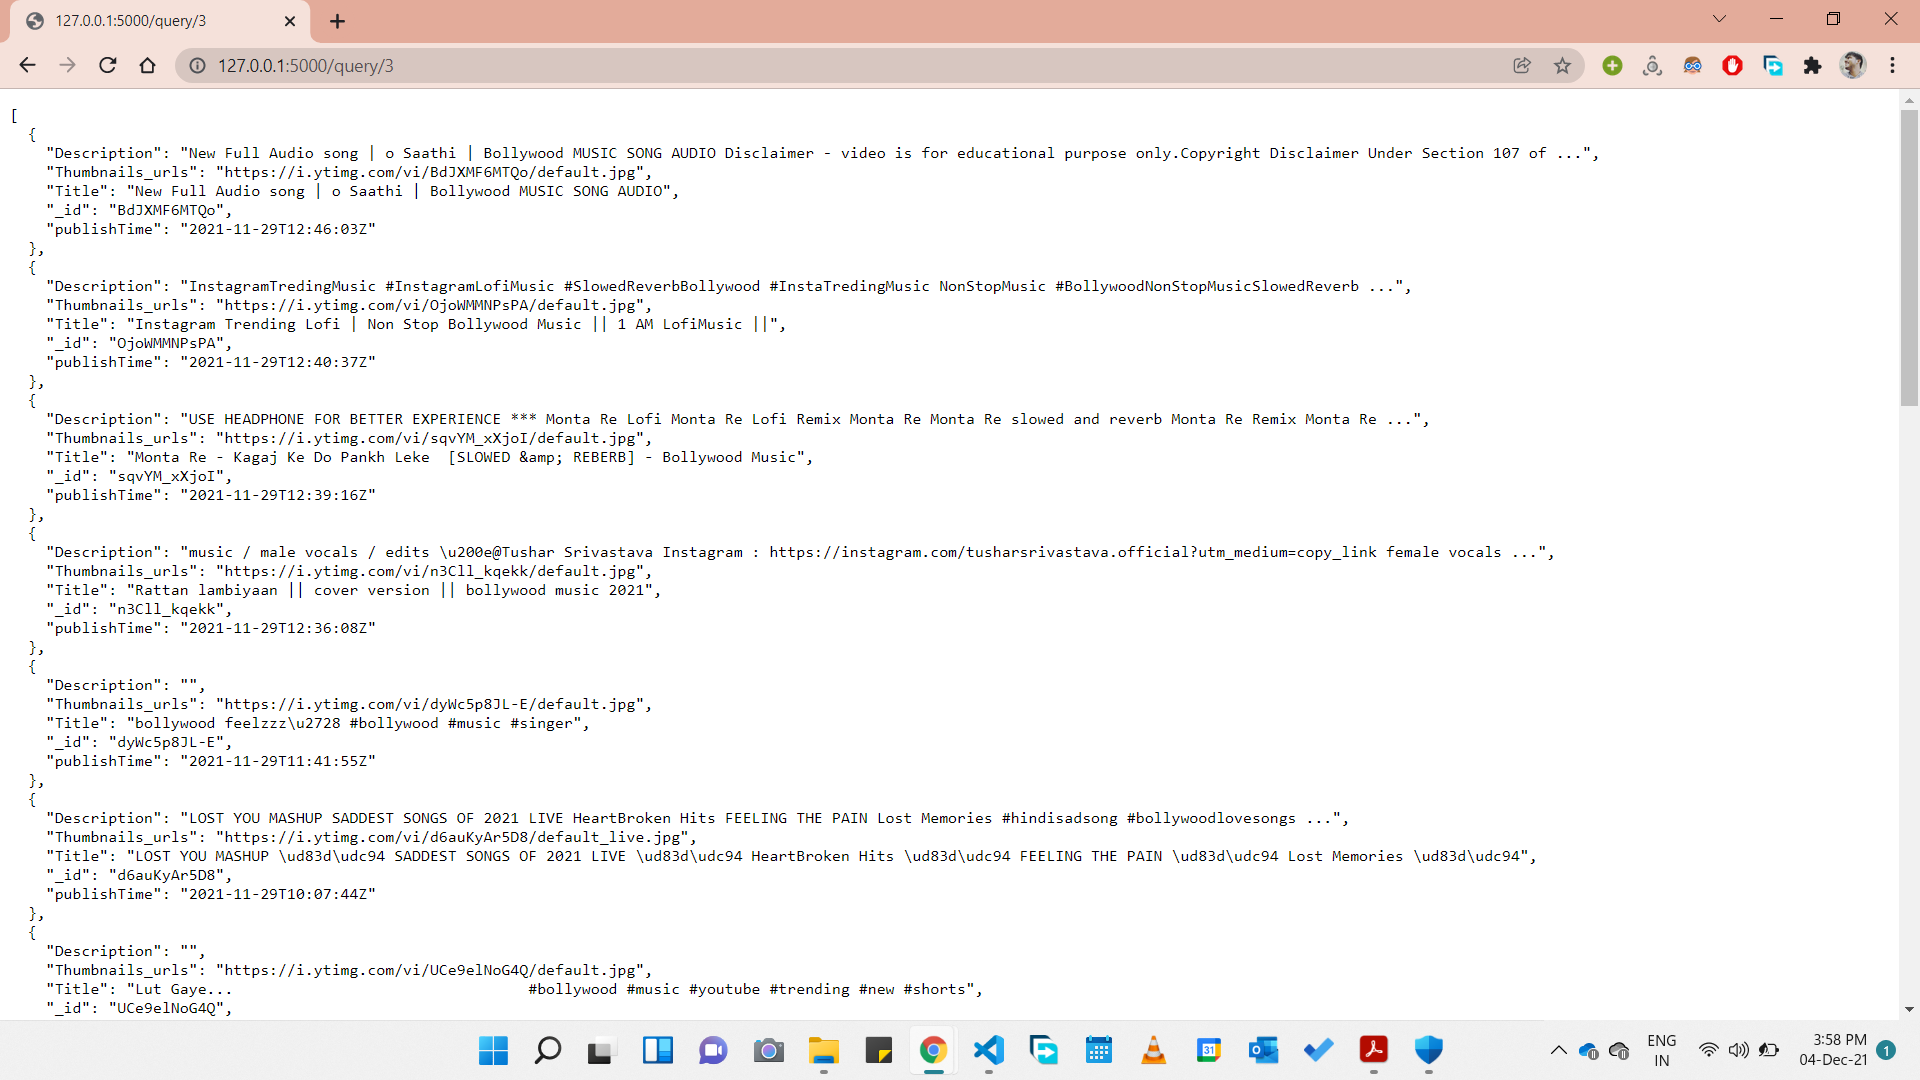 127.0.0.1:5000/query/3
127.0.0.1:5000/query/3
[
  {
    "Description": "New Full Audio song | o Saathi | Bollywood MUSIC SONG AUDIO Disclaimer - video is for educational purpose only.Copyright Disclaimer Under Section 107 of ...",
    "Thumbnails_urls": "https://i.ytimg.com/vi/BdJXMF6MTQo/default.jpg",
    "Title": "New Full Audio song | o Saathi | Bollywood MUSIC SONG AUDIO",
    "_id": "BdJXMF6MTQo",
    "publishTime": "2021-11-29T12:46:03Z"
  },
  {
    "Description": "InstagramTredingMusic #InstagramLofiMusic #SlowedReverbBollywood #InstaTredingMusic NonStopMusic #BollywoodNonStopMusicSlowedReverb ...",
    "Thumbnails_urls": "https://i.ytimg.com/vi/OjoWMMNPsPA/default.jpg",
    "Title": "Instagram Trending Lofi | Non Stop Bollywood Music || 1 AM LofiMusic ||",
    "_id": "OjoWMMNPsPA",
    "publishTime": "2021-11-29T12:40:37Z"
  },
  {
    "Description": "USE HEADPHONE FOR BETTER EXPERIENCE *** Monta Re Lofi Monta Re Lofi Remix Monta Re Monta Re slowed and reverb Monta Re Remix Monta Re ...",
    "Thumbnails_urls": "https://i.ytimg.com/vi/sqvYM_xXjoI/default.jpg",
    "Title": "Monta Re - Kagaj Ke Do Pankh Leke  [SLOWED &amp; REBERB] - Bollywood Music",
    "_id": "sqvYM_xXjoI",
    "publishTime": "2021-11-29T12:39:16Z"
  },
  {
    "Description": "music / male vocals / edits \u200e@Tushar Srivastava Instagram : https://instagram.com/tusharsrivastava.official?utm_medium=copy_link female vocals ...",
    "Thumbnails_urls": "https://i.ytimg.com/vi/n3Cll_kqekk/default.jpg",
    "Title": "Rattan lambiyaan || cover version || bollywood music 2021",
    "_id": "n3Cll_kqekk",
    "publishTime": "2021-11-29T12:36:08Z"
  },
  {
    "Description": "",
    "Thumbnails_urls": "https://i.ytimg.com/vi/dyWc5p8JL-E/default.jpg",
    "Title": "bollywood feelzzz\u2728 #bollywood #music #singer",
    "_id": "dyWc5p8JL-E",
    "publishTime": "2021-11-29T11:41:55Z"
  },
  {
    "Description": "LOST YOU MASHUP SADDEST SONGS OF 2021 LIVE HeartBroken Hits FEELING THE PAIN Lost Memories #hindisadsong #bollywoodlovesongs ...",
    "Thumbnails_urls": "https://i.ytimg.com/vi/d6auKyAr5D8/default_live.jpg",
    "Title": "LOST YOU MASHUP \ud83d\udc94 SADDEST SONGS OF 2021 LIVE \ud83d\udc94 HeartBroken Hits \ud83d\udc94 FEELING THE PAIN \ud83d\udc94 Lost Memories \ud83d\udc94",
    "_id": "d6auKyAr5D8",
    "publishTime": "2021-11-29T10:07:44Z"
  },
  {
    "Description": "",
    "Thumbnails_urls": "https://i.ytimg.com/vi/UCe9elNoG4Q/default.jpg",
    "Title": "Lut Gaye...                                 #bollywood #music #youtube #trending #new #shorts",
    "_id": "UCe9elNoG4Q",
31
ENG
IN
3:58 PM
04-Dec-21
1